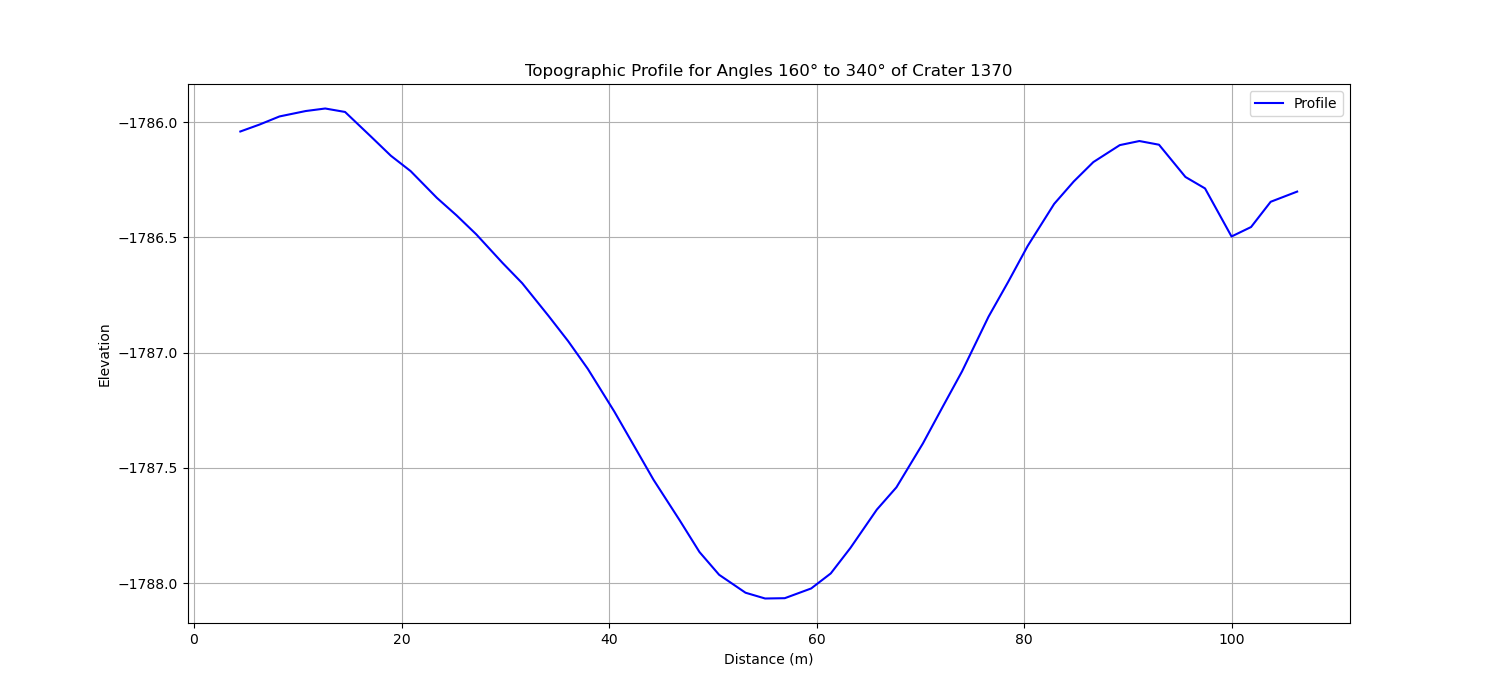 Topographic Profile for Angles 160° to 340° of Crater 1370
Profile
Elevation
−1786.0
−1786.5
−1787.0
−1787.5
−1788.0
0 20 40 60 80 100
Distance (m)